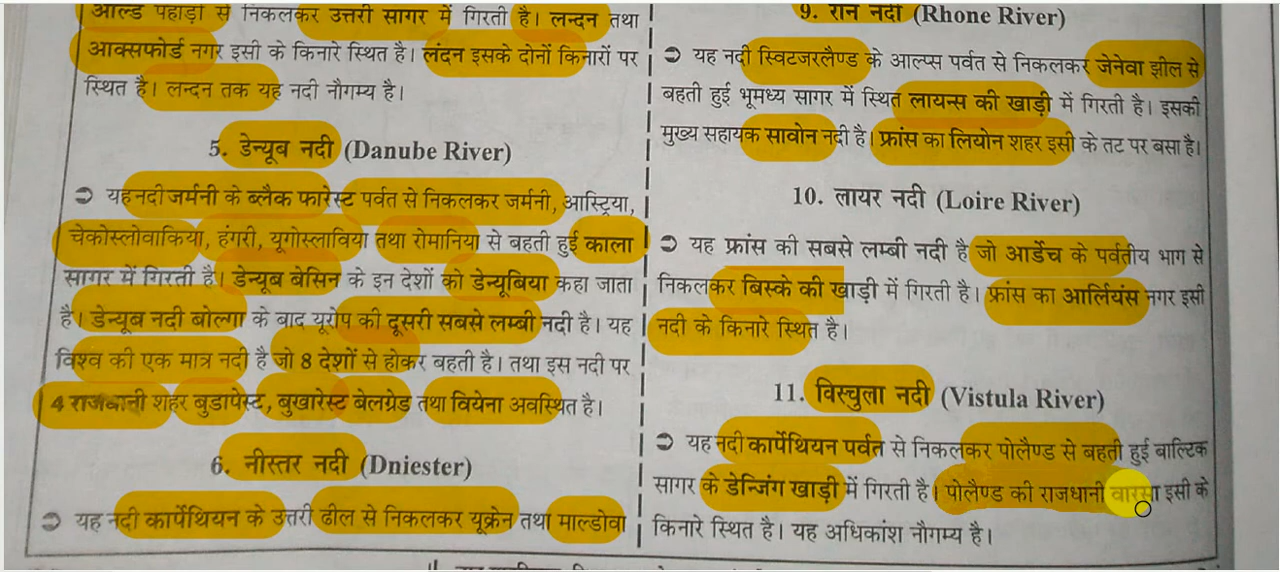 आल्ड पहाड़ी से निकलकर उत्तरी सागर में गिरती है। लन्दन तथा
आक्सफोर्ड नगर इसी के किनारे स्थित है। लंदन इसके दोनों किनारों पर
स्थित है। लन्दन तक यह नदी नौगम्य है।
5. डेन्यूब नदी (Danube River)
➲ यह नदी जर्मनी के ब्लैक फारेस्ट पर्वत से निकलकर जर्मनी, आस्ट्रिया,
चेकोस्लोवाकिया, हंगरी, यूगोस्लाविया तथा रोमानिया से बहती हुई काला
सागर में गिरती है। डेन्यूब बेसिन के इन देशों को डेन्यूबिया कहा जाता
है। डेन्यूब नदी बोल्गा के बाद यूरोप की दूसरी सबसे लम्बी नदी है। यह
विश्व की एक मात्र नदी है जो 8 देशों से होकर बहती है। तथा इस नदी पर
4 राजधानी शहर बुडापेस्ट, बुखारेस्ट बेलग्रेड तथा वियेना अवस्थित है।
6. नीस्तर नदी (Dniester)
➲ यह नदी कार्पेथियन के उत्तरी ढील से निकलकर यूक्रेन तथा माल्डोवा
9. रान नदी (Rhone River)
➲ यह नदी स्विटजरलैण्ड के आल्प्स पर्वत से निकलकर जेनेवा झील से
बहती हुई भूमध्य सागर में स्थित लायन्स की खाड़ी में गिरती है। इसकी
मुख्य सहायक सावोन नदी है। फ्रांस का लियोन शहर इसी के तट पर बसा है।
10. लायर नदी (Loire River)
➲ यह फ्रांस की सबसे लम्बी नदी है जो आर्डेच के पर्वतीय भाग से
निकलकर बिस्के की खाड़ी में गिरती है। फ्रांस का आर्लियंस नगर इसी
नदी के किनारे स्थित है।
11. विस्चुला नदी (Vistula River)
➲ यह नदी कार्पेथियन पर्वत से निकलकर पोलैण्ड से बहती हुई बाल्टिक
सागर के डेन्जिंग खाड़ी में गिरती है। पोलैण्ड की राजधानी वारसा इसी के
किनारे स्थित है। यह अधिकांश नौगम्य है।